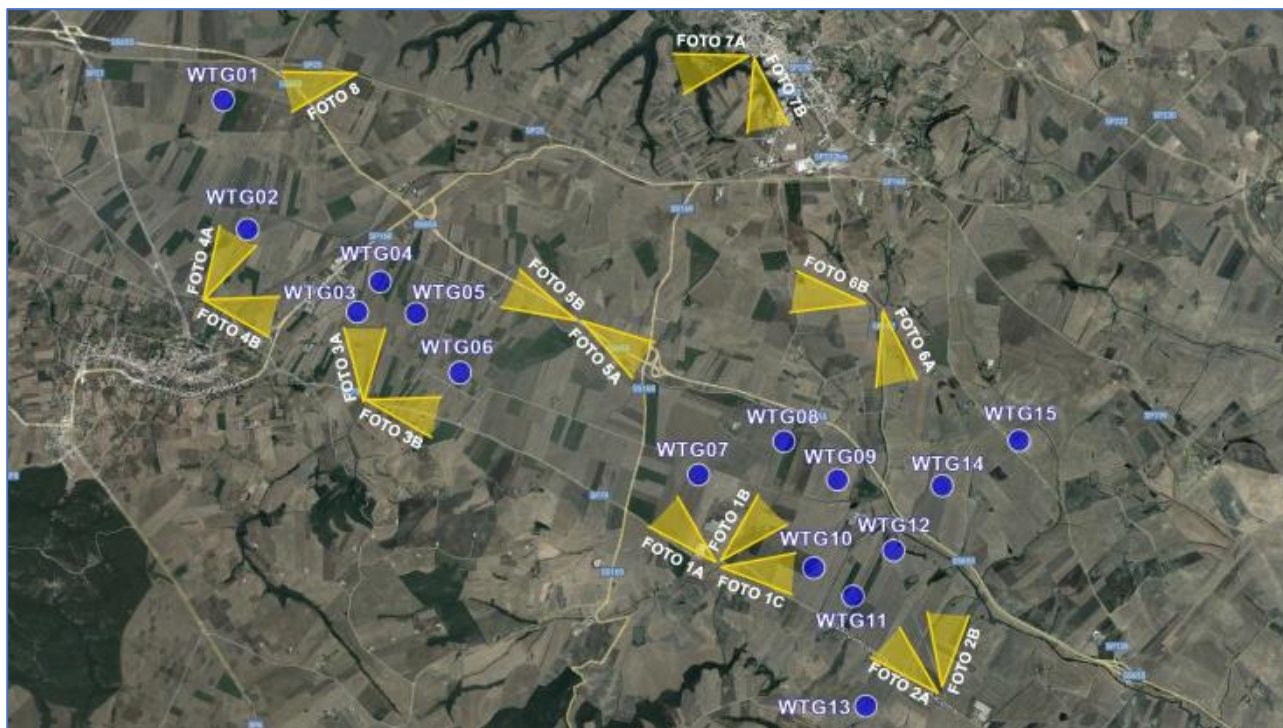 WTG01
FOTO 8
FOTO 7A
FOTO 7B
WTG02
FOTO 4A
FOTO 4B
WTG04
WTG03
WTG05
WTG06
FOTO 3A
FOTO 3B
FOTO 5B
FOTO 5A
FOTO 6B
FOTO 6A
WTG08
WTG15
WTG07
WTG09
WTG14
FOTO 1B
WTG12
WTG10
FOTO 1A
FOTO 1C
WTG11
FOTO 2B
FOTO 2A
WTG13